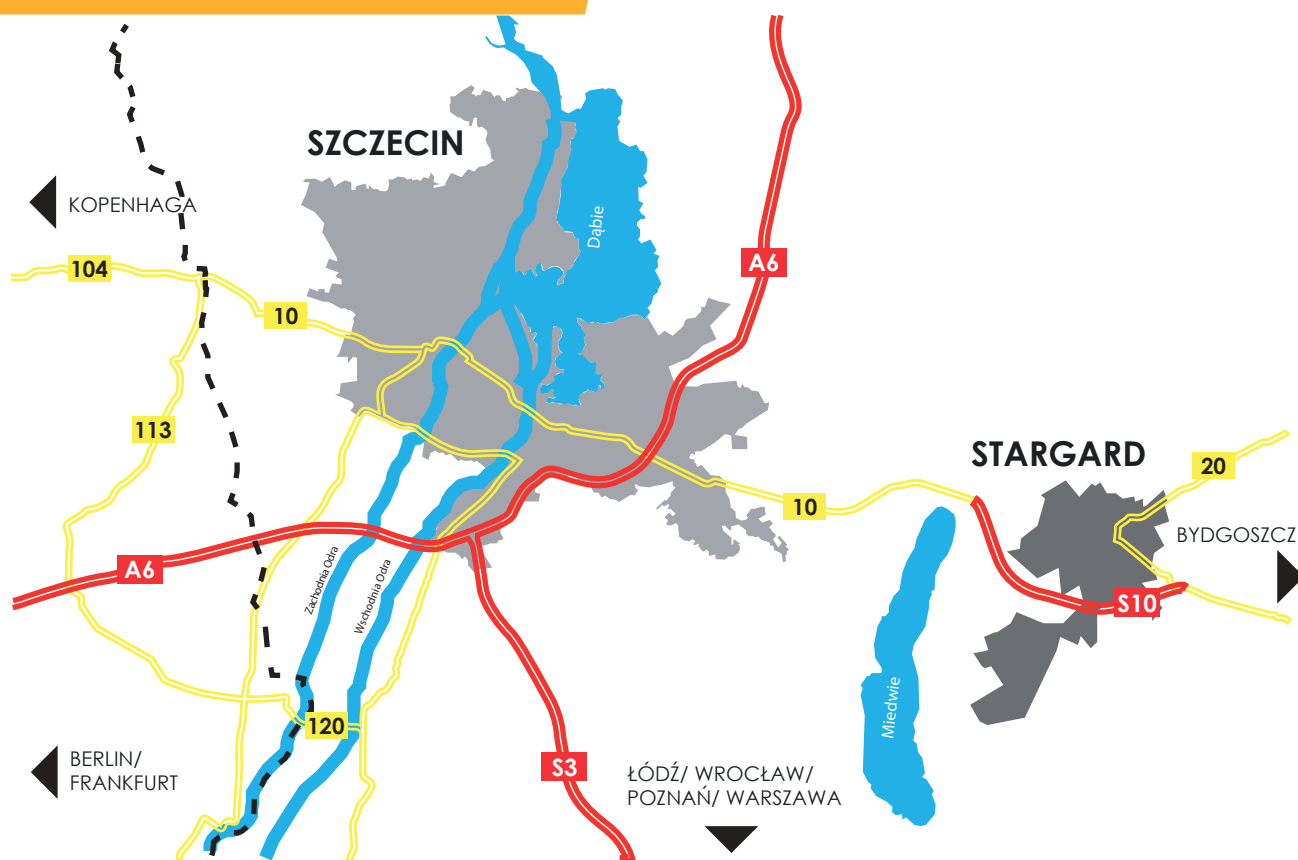 SZCZECIN
KOPENHAGA
Dąbie
A6
104
10
113
STARGARD
20
10
BYDGOSZCZ
A6
Zachodnia Odra
Wschodnia Odra
S10
Miedwie
120
BERLIN/
FRANKFURT
S3
ŁÓDŹ/ WROCŁAW/
POZNAŃ/ WARSZAWA